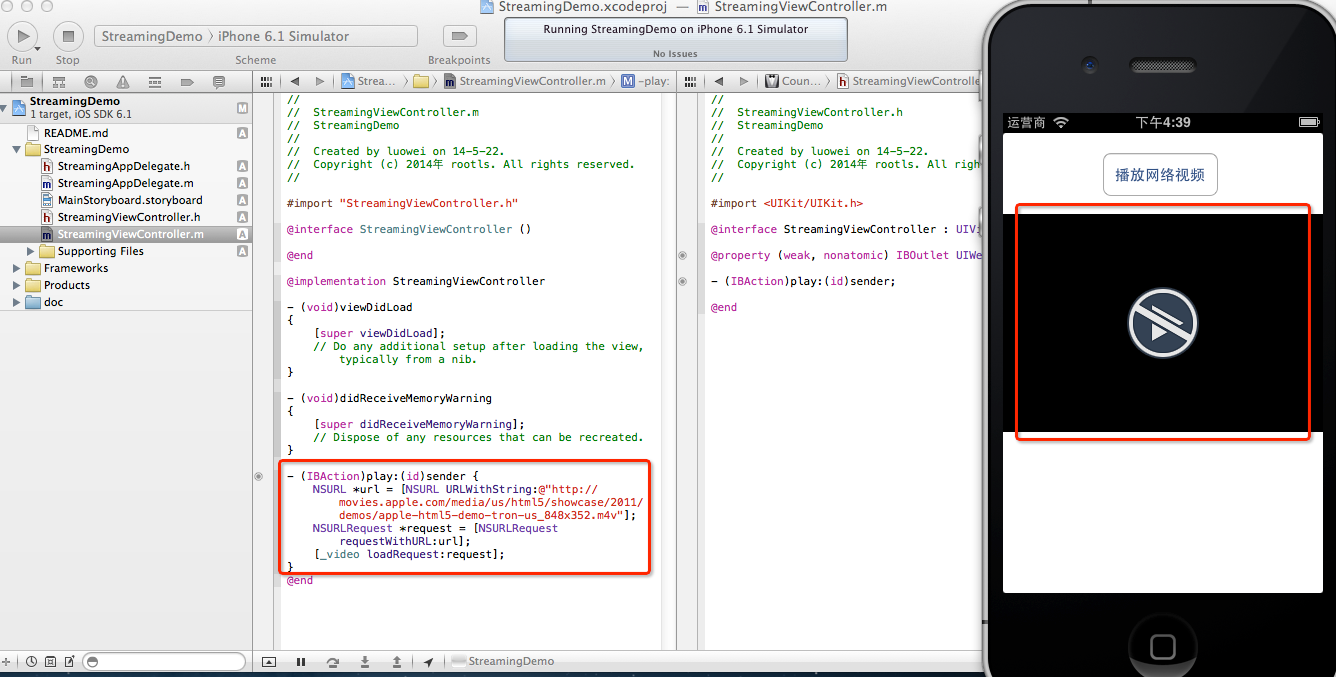 StreamingDemo.xcodeproj — StreamingViewController.m
StreamingDemo 〉iPhone 6.1 Simulator
Running StreamingDemo on iPhone 6.1 Simulator
No Issues
Run
Stop
Scheme
Breakpoints
Strea...
StreamingViewController.m
M
-play:
Coun...
StreamingViewControlle
StreamingDemo
M
1 target, iOS SDK 6.1
README.md
A
StreamingDemo
h
StreamingAppDelegate.h
A
m
StreamingAppDelegate.m
A
MainStoryboard.storyboard
A
h
StreamingViewController.h
A
m
StreamingViewController.m
A
Supporting Files
A
Frameworks
Products
doc
//
//  StreamingViewController.m
//  StreamingDemo
//
//  Created by luowei on 14-5-22.
//  Copyright (c) 2014年 rootls. All rights reserved.
//
#import "StreamingViewController.h"
@interface StreamingViewController ()
@end
@implementation StreamingViewController
- (void)viewDidLoad
{
[super viewDidLoad];
// Do any additional setup after loading the view,
typically from a nib.
}
- (void)didReceiveMemoryWarning
{
[super didReceiveMemoryWarning];
// Dispose of any resources that can be recreated.
}
- (IBAction)play:(id)sender {
NSURL *url = [NSURL URLWithString:@"http://
movies.apple.com/media/us/html5/showcase/2011/
demos/apple-html5-demo-tron-us_848x352.m4v"];
NSURLRequest *request = [NSURLRequest
requestWithURL:url];
[_video loadRequest:request];
}
@end
//
//  StreamingViewController.h
//  StreamingDemo
//
//  Created by luowei on 14-5-22.
//  Copyright (c) 2014年 rootls. All righ
//
#import <UIKit/UIKit.h>
@interface StreamingViewController : UIVi
@property (weak, nonatomic) IBOutlet UIWe
- (IBAction)play:(id)sender;
@end
运营商
下午4:39
播放网络视频
StreamingDemo